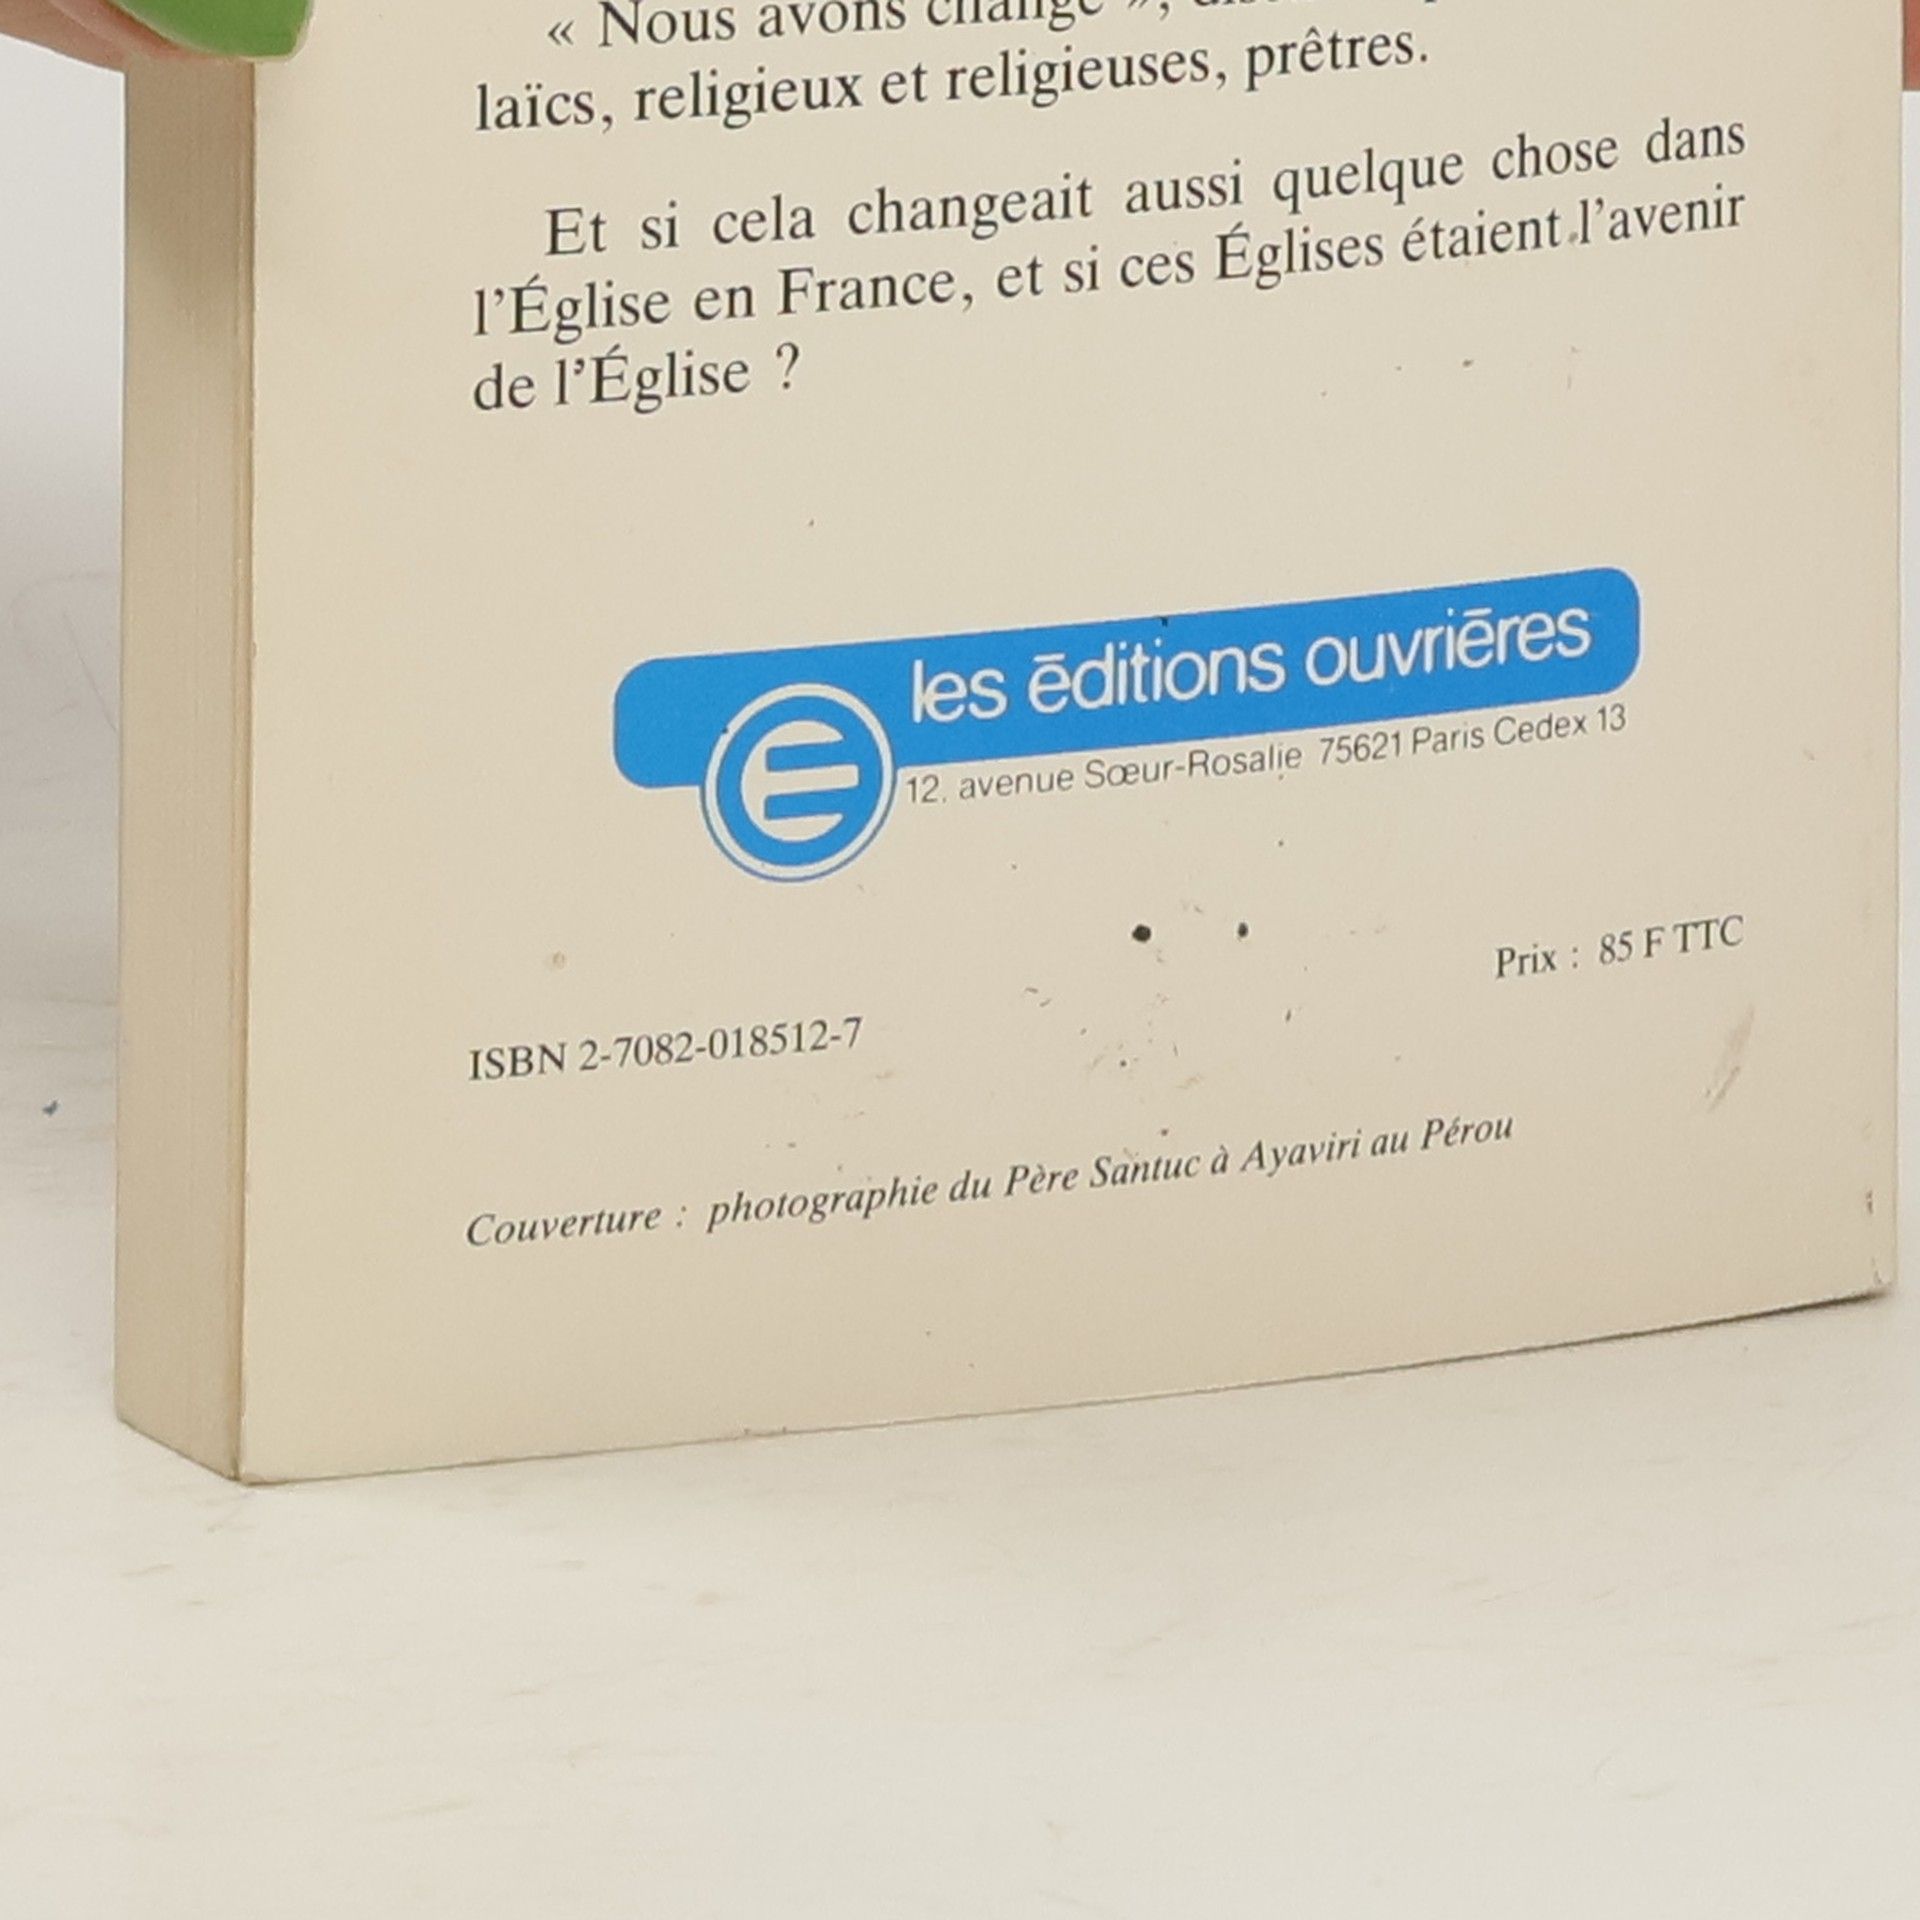 « Nous avons changé »,
laïcs, religieux et religieuses, prêtres.
Et si cela changeait aussi quelque chose dans
l'Église en France, et si ces Églises étaient l'avenir
de l'Église ?
les ēditions ouvriēres
12, avenue Sœur-Rosalie 75621 Paris Cedex 13
Prix : 85 F TTC
ISBN 2-7082-018512-7
Couverture : photographie du Père Santuc à Ayaviri au Pérou